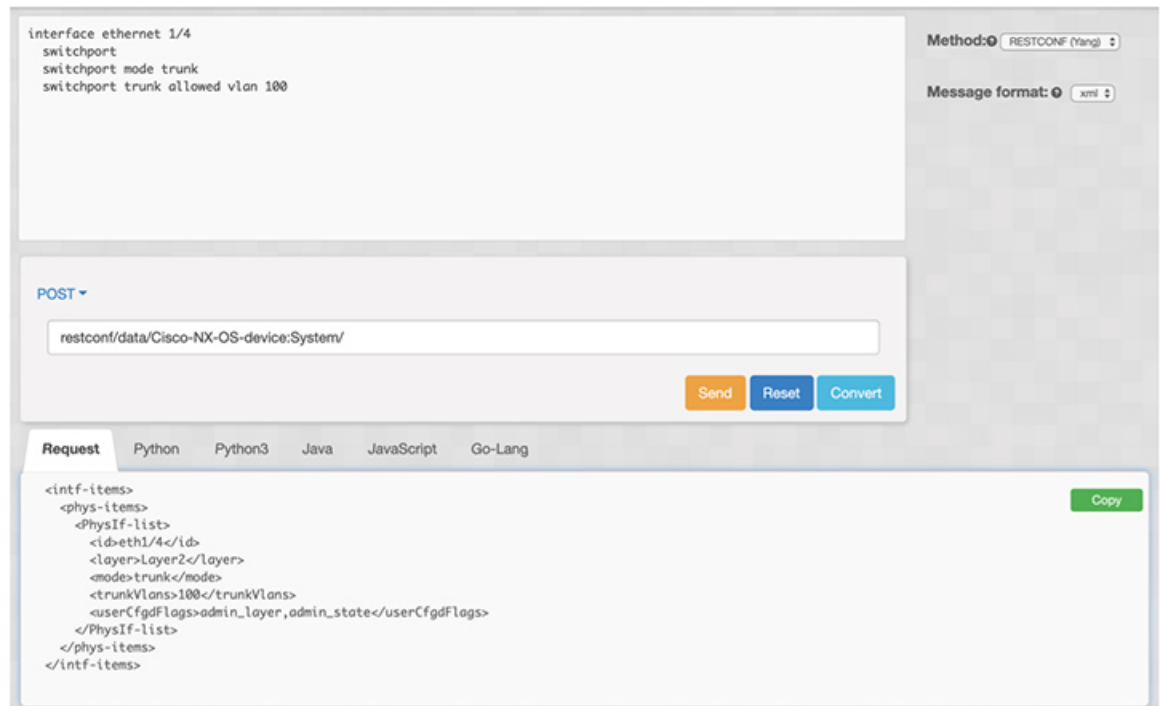 interface ethernet 1/4
switchport
switchport mode trunk
switchport trunk allowed vlan 100
Method: RESTCONF (Yang)
Message format: xml
POST
restconf/data/Cisco-NX-OS-device:System/
Send Reset Convert
Request Python Python3 Java JavaScript Go-Lang
Copy
<intf-items>
<phys-items>
<PhysIf-list>
<id>eth1/4</id>
<layer>Layer2</layer>
<mode>trunk</mode>
<trunkVlans>100</trunkVlans>
<userCfgdFlags>admin_layer,admin_state</userCfgdFlags>
</PhysIf-list>
</phys-items>
</intf-items>